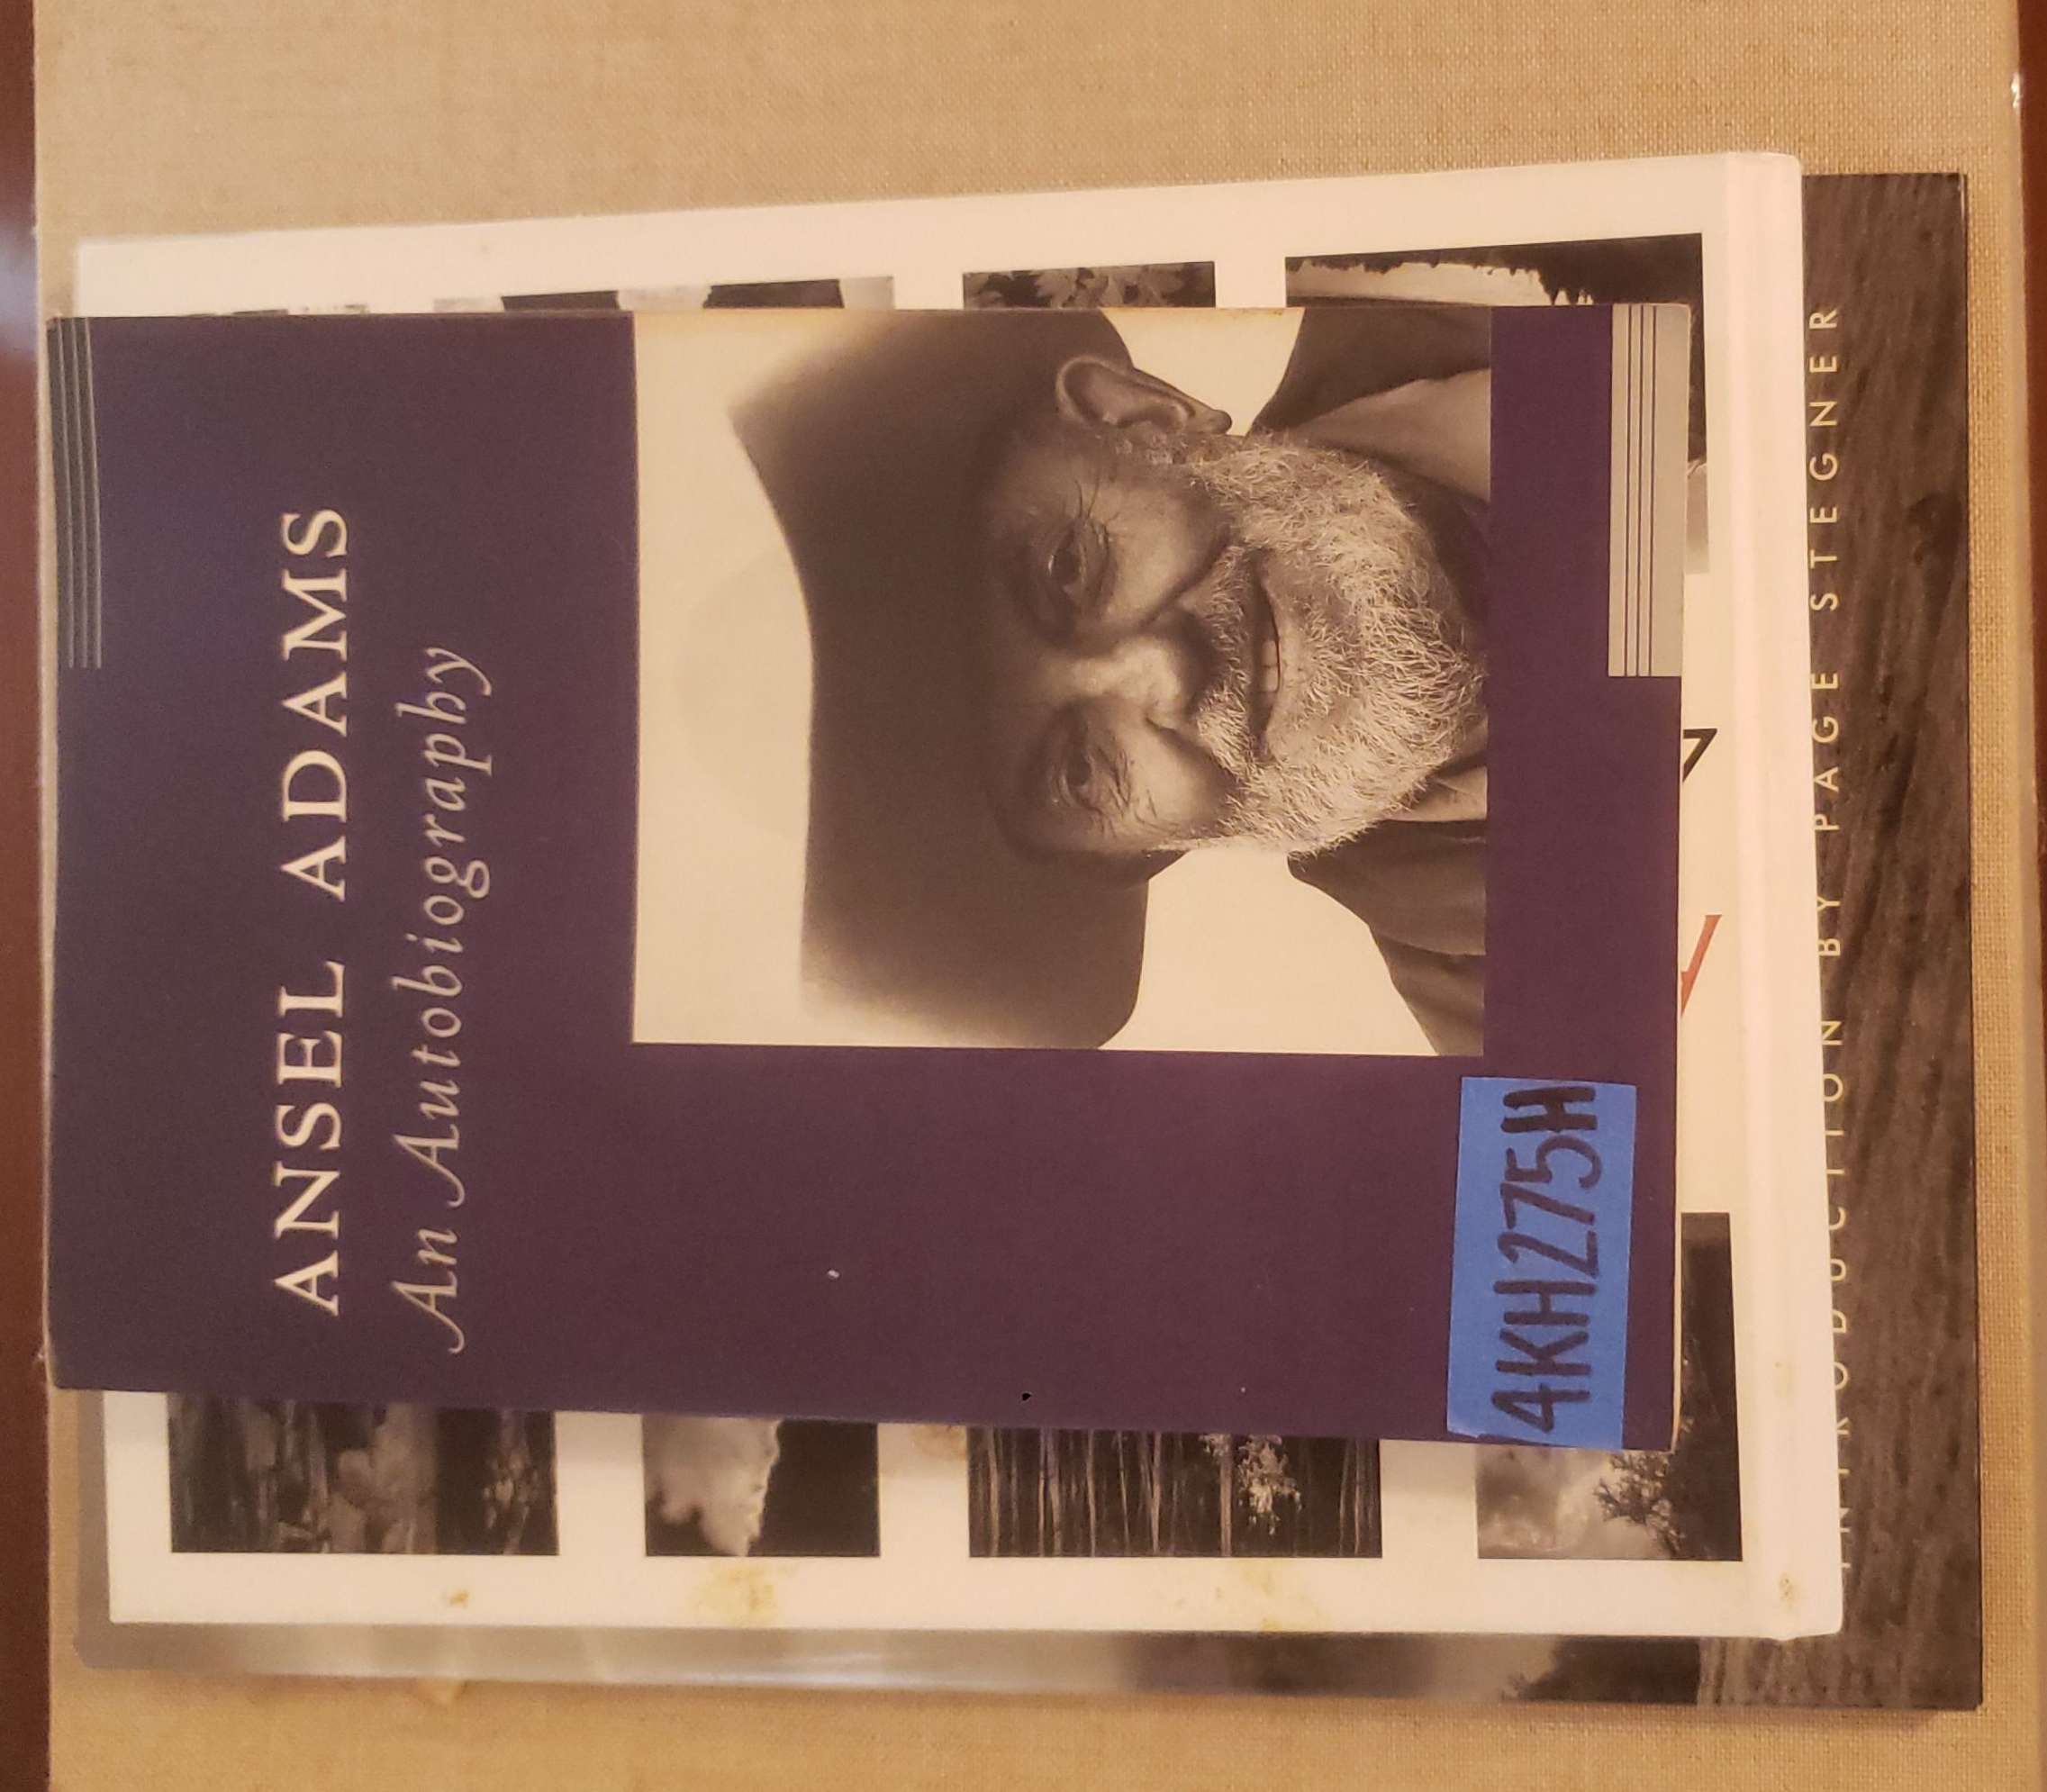 ANSEL ADAMS
An Autobiography
4KH275H
INTRODUCTION BY PAGE STEGNER